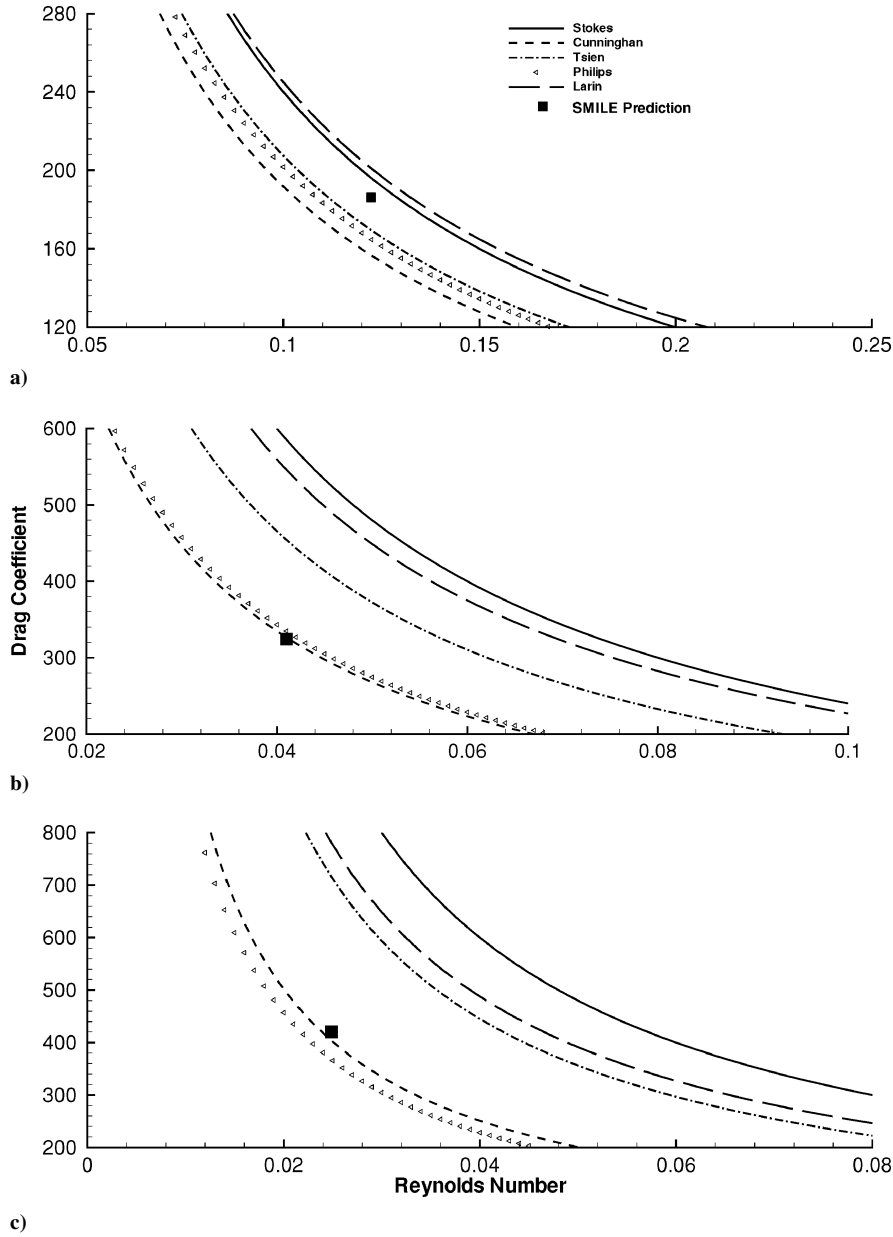 280
240
200
160
120
0.05
0.1
0.15
0.2
0.25
Stokes
Cunninghan
Tsien
Philips
Larin
SMILE Prediction
a)
600
500
400
300
200
0.02
0.04
0.06
0.08
0.1
Drag Coefficient
b)
800
700
600
500
400
300
200
0
0.02
0.04
0.06
0.08
Reynolds Number
c)